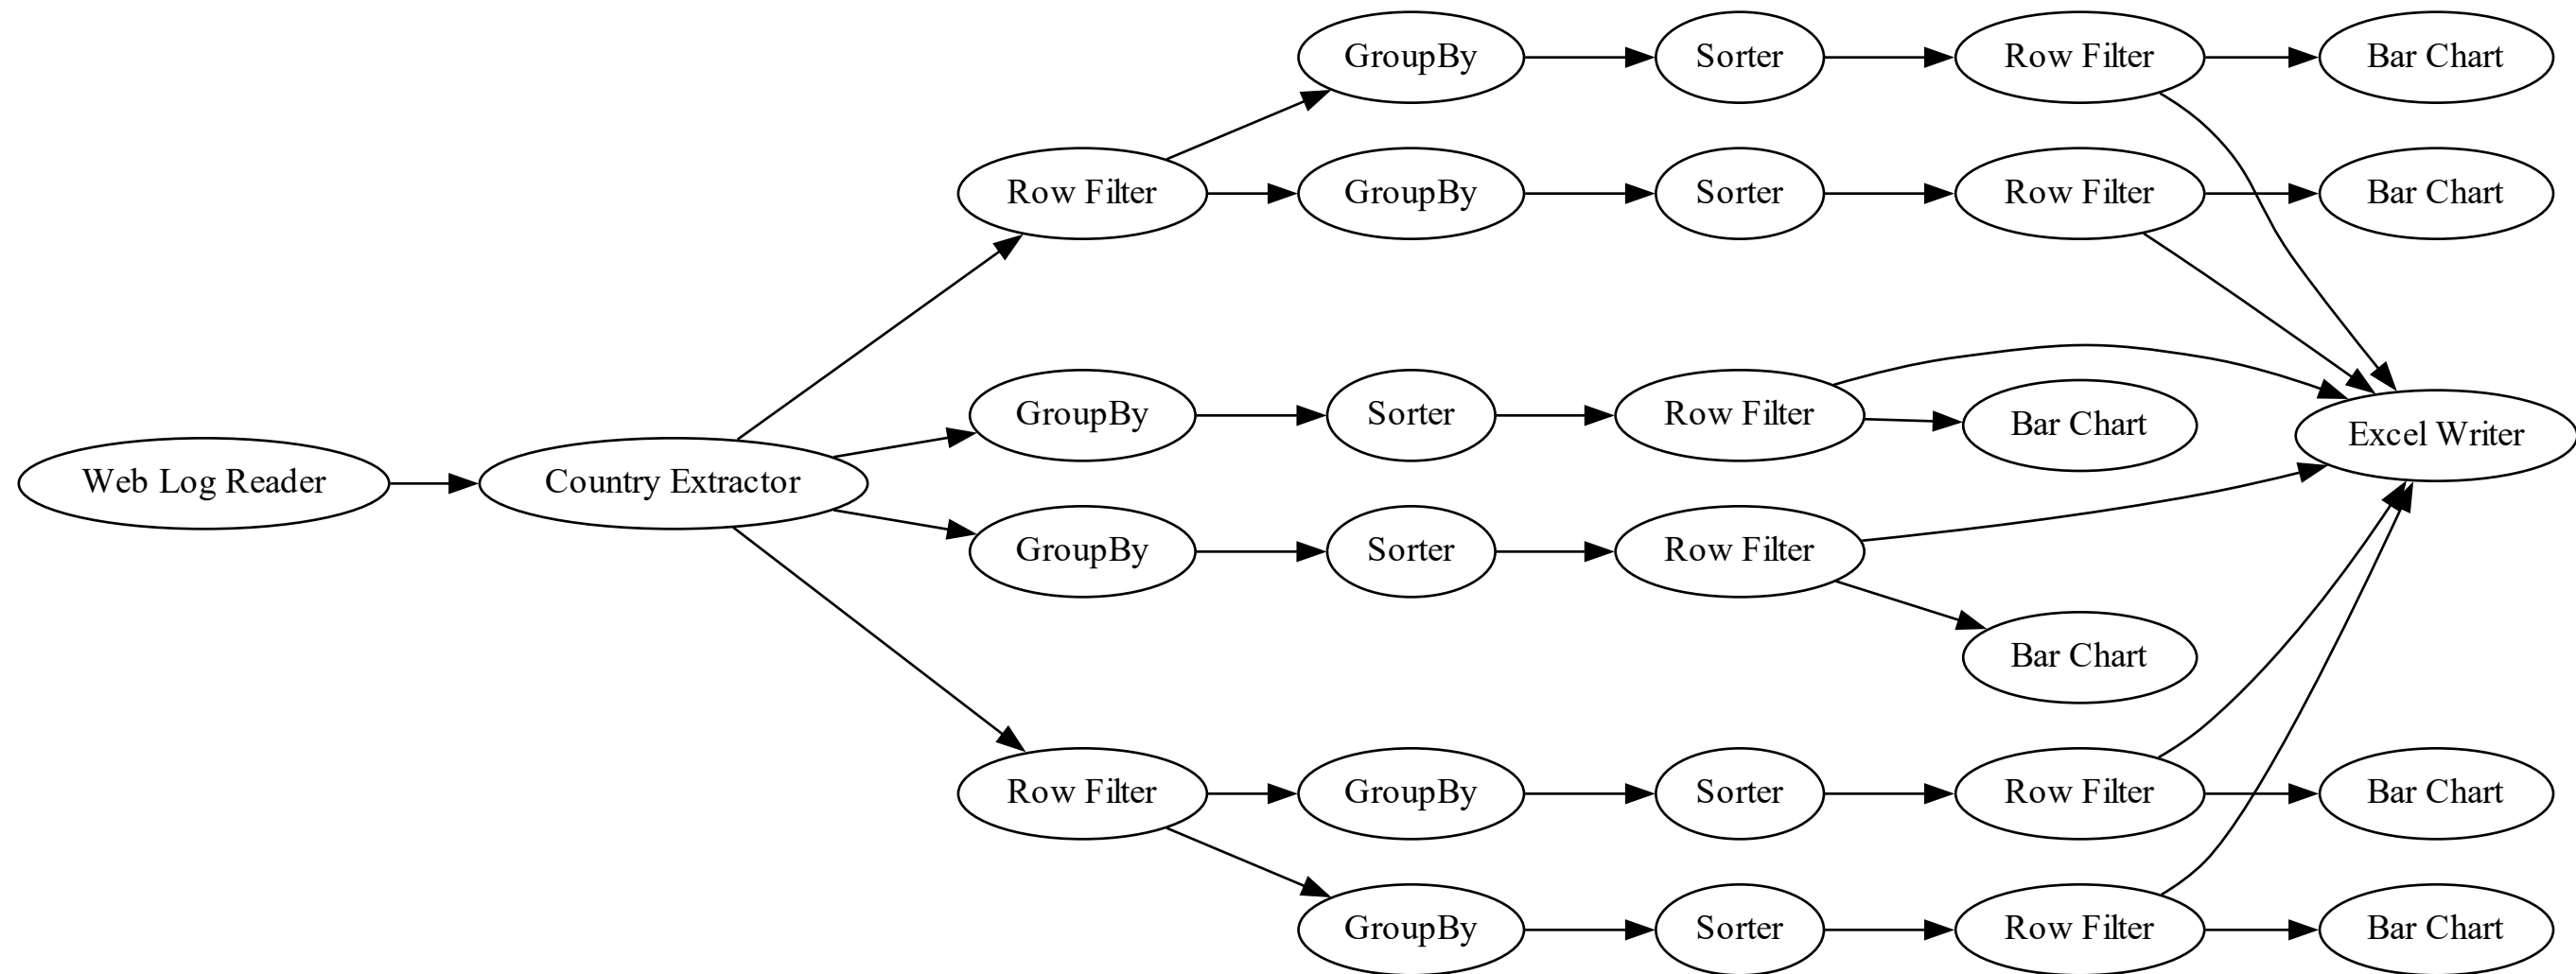 GroupBy
Sorter
Row Filter
Bar Chart
Row Filter
GroupBy
Sorter
Row Filter
Bar Chart
GroupBy
Sorter
Row Filter
Bar Chart
Excel Writer
Web Log Reader
Country Extractor
GroupBy
Sorter
Row Filter
Bar Chart
Row Filter
GroupBy
Sorter
Row Filter
Bar Chart
GroupBy
Sorter
Row Filter
Bar Chart